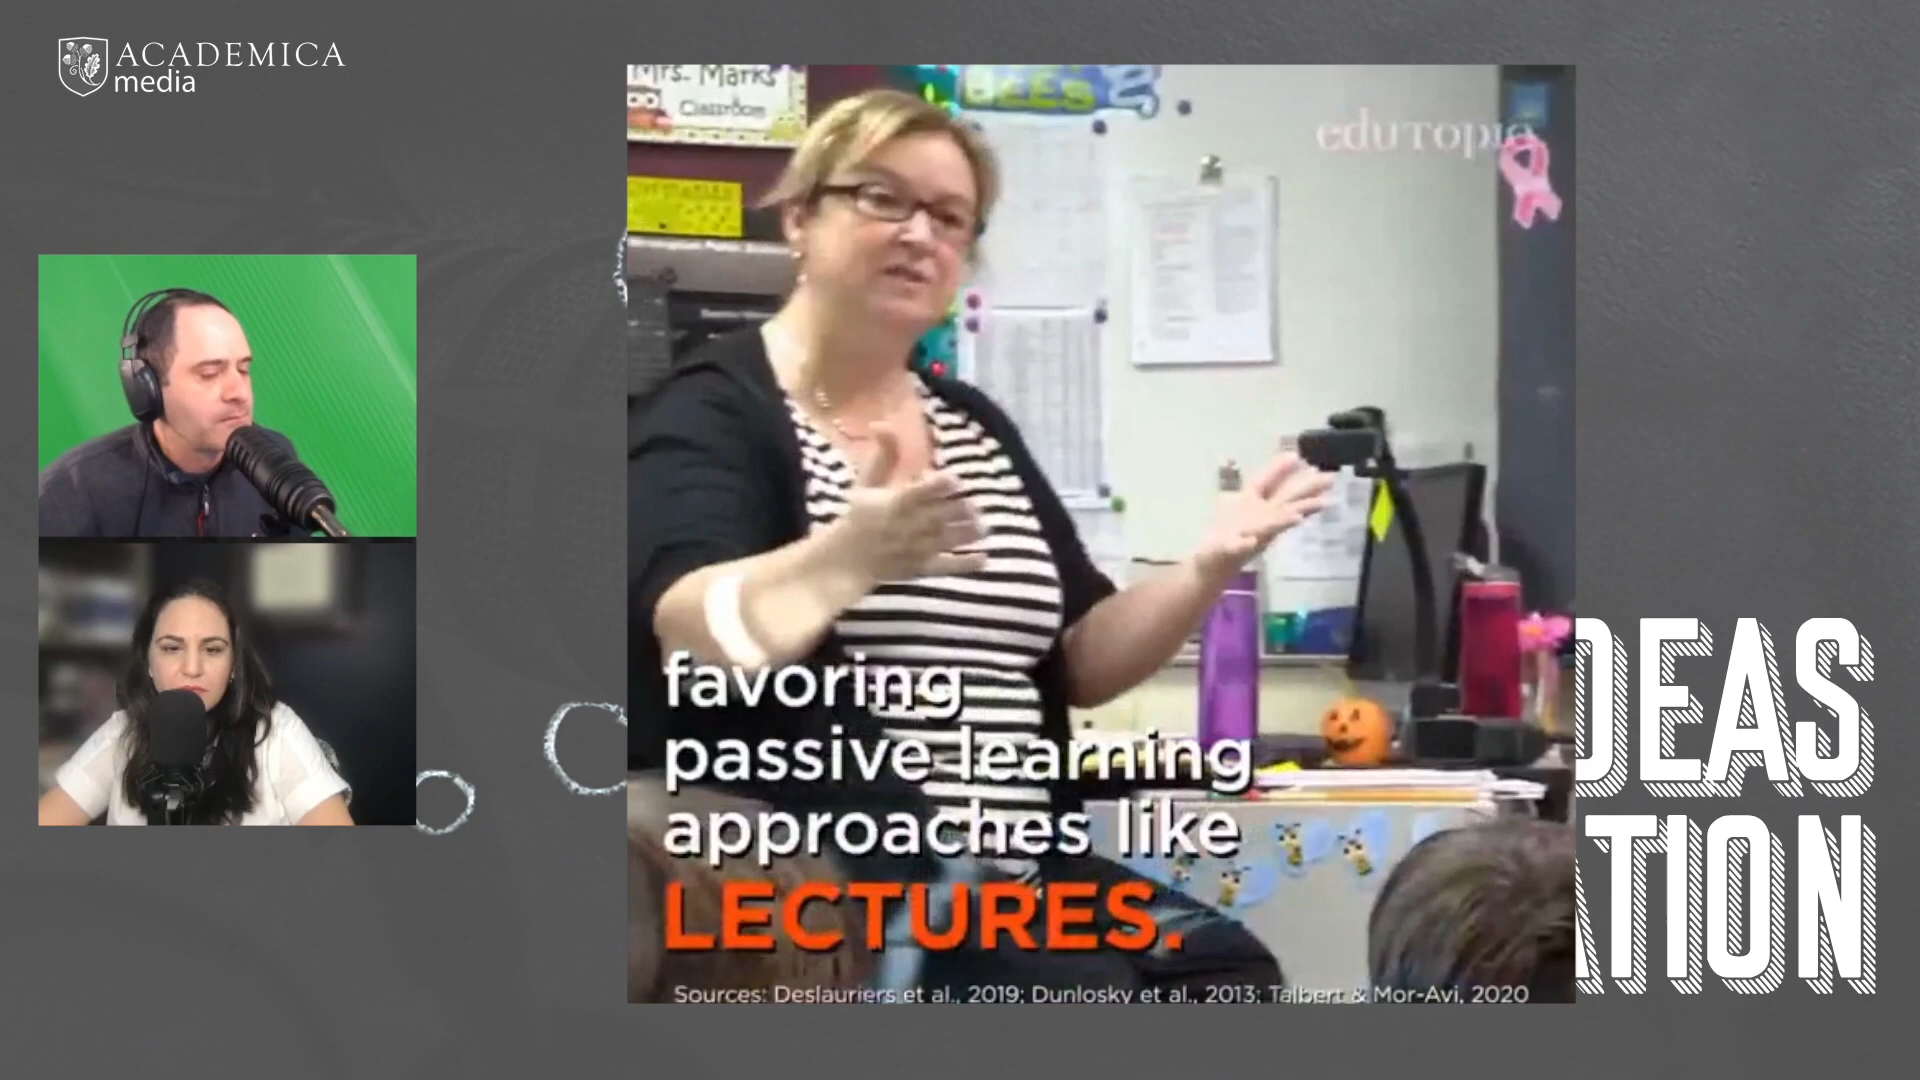 ACADEMICA
media
Mrs. Marks'
Classroom
BEES
edutopia
favoring
passive learning
approaches like
LECTURES.
Sources: Deslauriers et al., 2019; Dunlosky et al., 2013; Talbert & Mor-Avi, 2020
DEAS
ATION